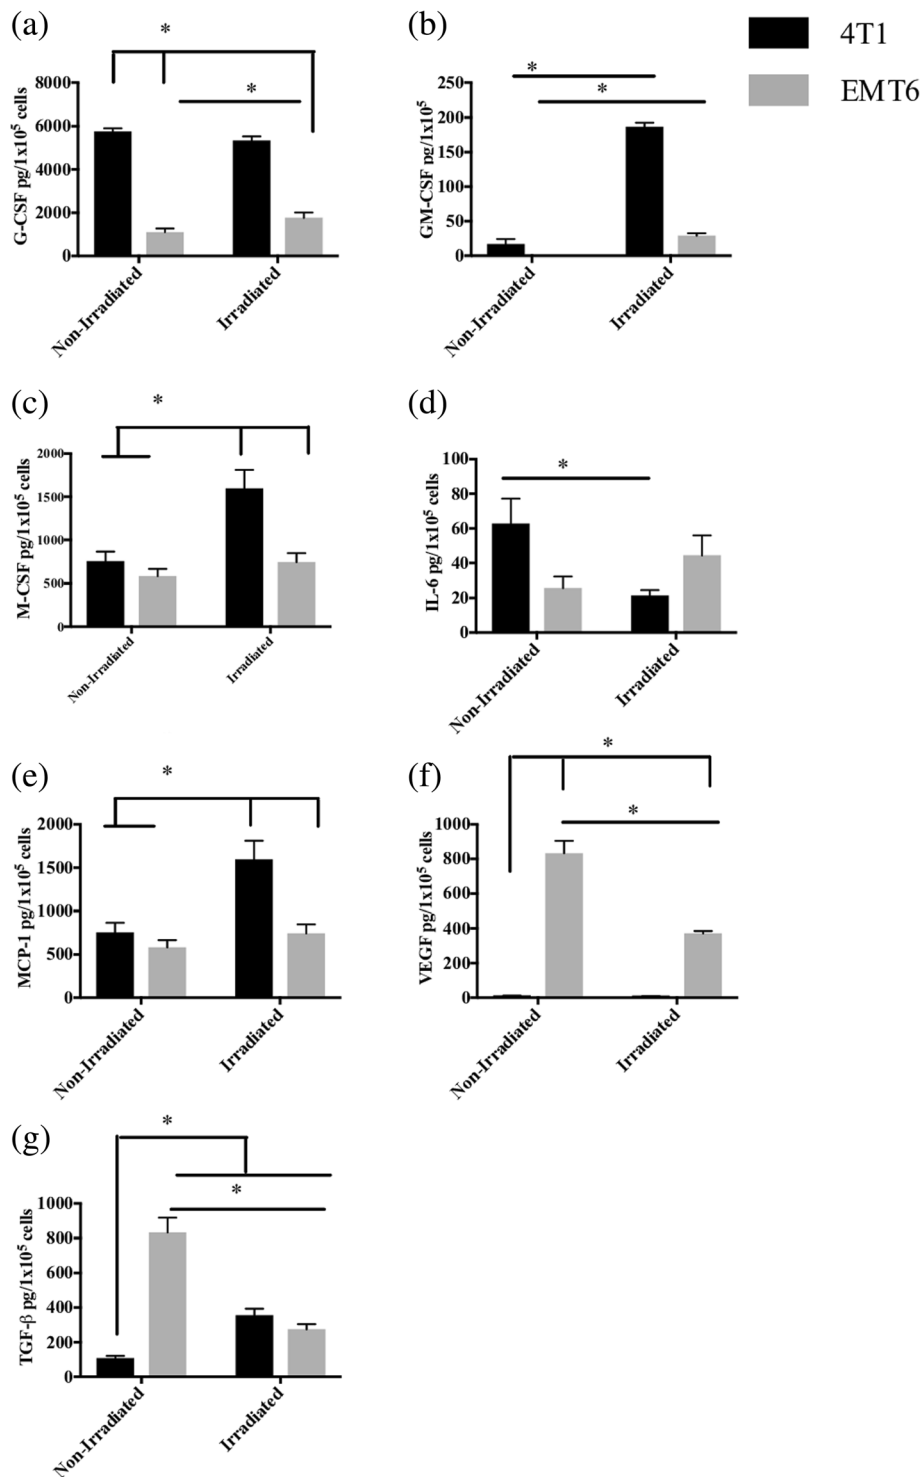 (a)
*
*
8000
6000
4000
2000
0
G-CSF pg/1x10⁵ cells
Non-Irradiated
Irradiated
(b)
*
*
250
200
150
100
50
0
GM-CSF pg/1x10⁵
Non-Irradiated
Irradiated
4T1
EMT6
(c)
*
2000
1500
1000
500
0
M-CSF pg/1x10⁵ cells
Non-Irradiated
Irradiated
(d)
*
100
80
60
40
20
0
IL-6 pg/1x10⁵ cells
Non-Irradiated
Irradiated
(e)
*
2000
1500
1000
500
0
MCP-1 pg/1x10⁵ cells
Non-Irradiated
Irradiated
(f)
*
*
1000
800
600
400
200
0
VEGF pg/1x10⁵ cells
Non-Irradiated
Irradiated
(g)
*
*
1000
800
600
400
200
0
TGF-β pg/1x10⁵ cells
Non-Irradiated
Irradiated